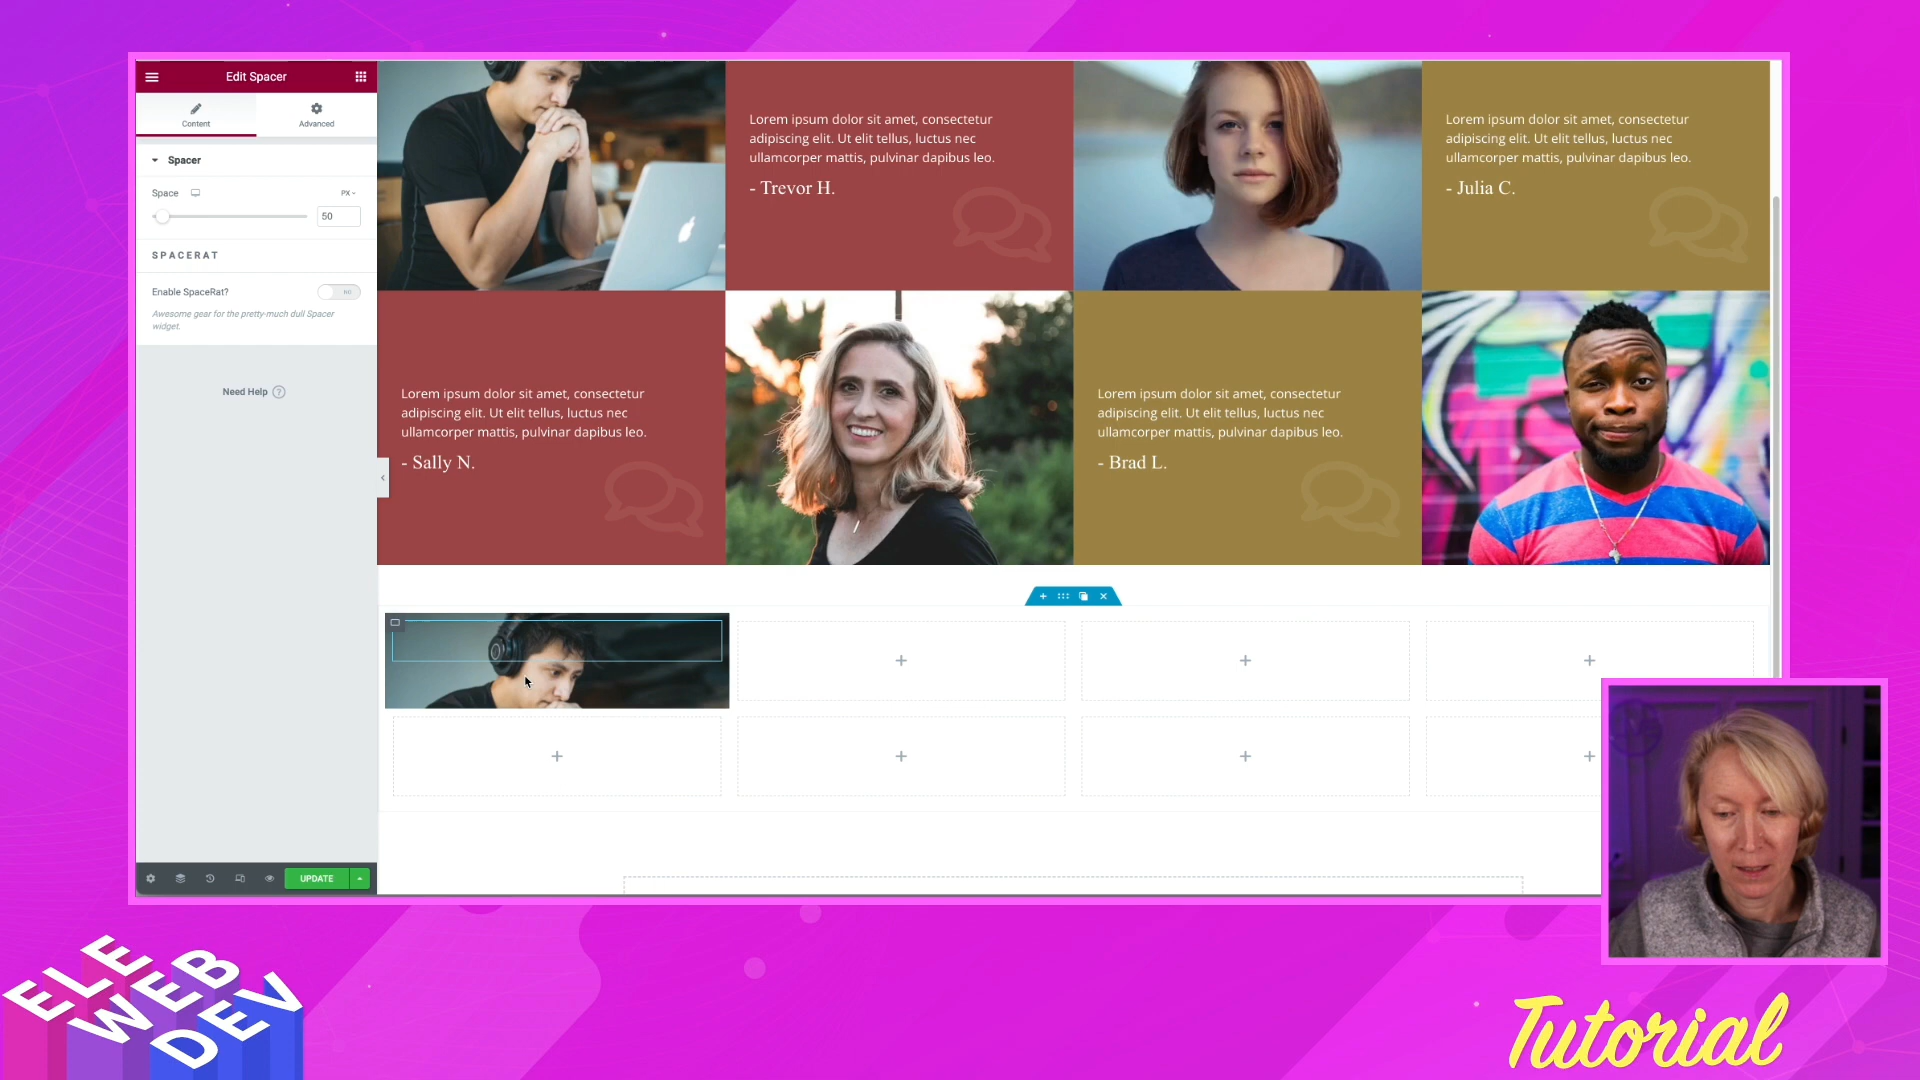 Edit Spacer
Content
Advanced
Spacer
Space
PX
50
SPACERAT
Enable SpaceRat?
NO
Awesome gear for the pretty-much dull Spacer
widget.
Need Help ?
UPDATE
Lorem ipsum dolor sit amet, consectetur
adipiscing elit. Ut elit tellus, luctus nec
ullamcorper mattis, pulvinar dapibus leo.
- Trevor H.
Lorem ipsum dolor sit amet, consectetur
adipiscing elit. Ut elit tellus, luctus nec
ullamcorper mattis, pulvinar dapibus leo.
- Julia C.
Lorem ipsum dolor sit amet, consectetur
adipiscing elit. Ut elit tellus, luctus nec
ullamcorper mattis, pulvinar dapibus leo.
- Sally N.
Lorem ipsum dolor sit amet, consectetur
adipiscing elit. Ut elit tellus, luctus nec
ullamcorper mattis, pulvinar dapibus leo.
- Brad L.
ELE
WEB
DEV
Tutorial